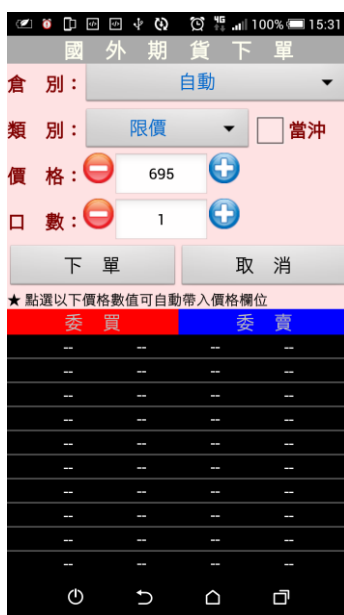 4G 100% 15:31
國外期貨下單
倉 別： 自動
類 別： 限價 當沖
價 格： 695
口 數： 1
下 單 取 消
★ 點選以下價格數值可自動帶入價格欄位
委 買 委 賣
-- -- -- --
-- -- -- --
-- -- -- --
-- -- -- --
-- -- -- --
-- -- -- --
-- -- -- --
-- -- -- --
-- -- -- --
-- -- -- --